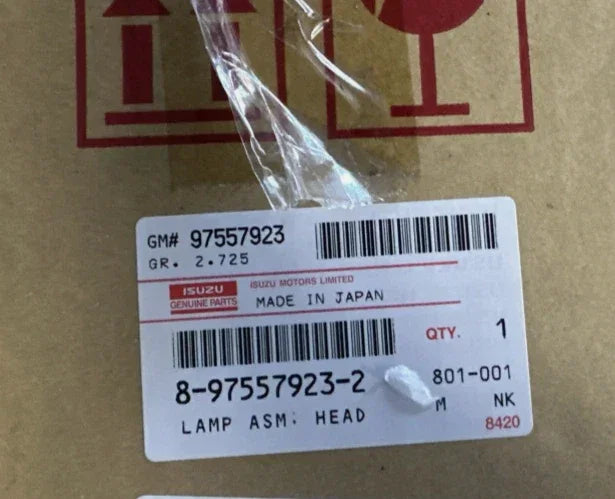 GM# 97557923
GR. 2.725
ISUZU
GENUINE PARTS
ISUZU MOTORS LIMITED
MADE IN JAPAN
QTY. 1
8-97557923-2
801-001
LAMP ASM; HEAD
M NK
8420